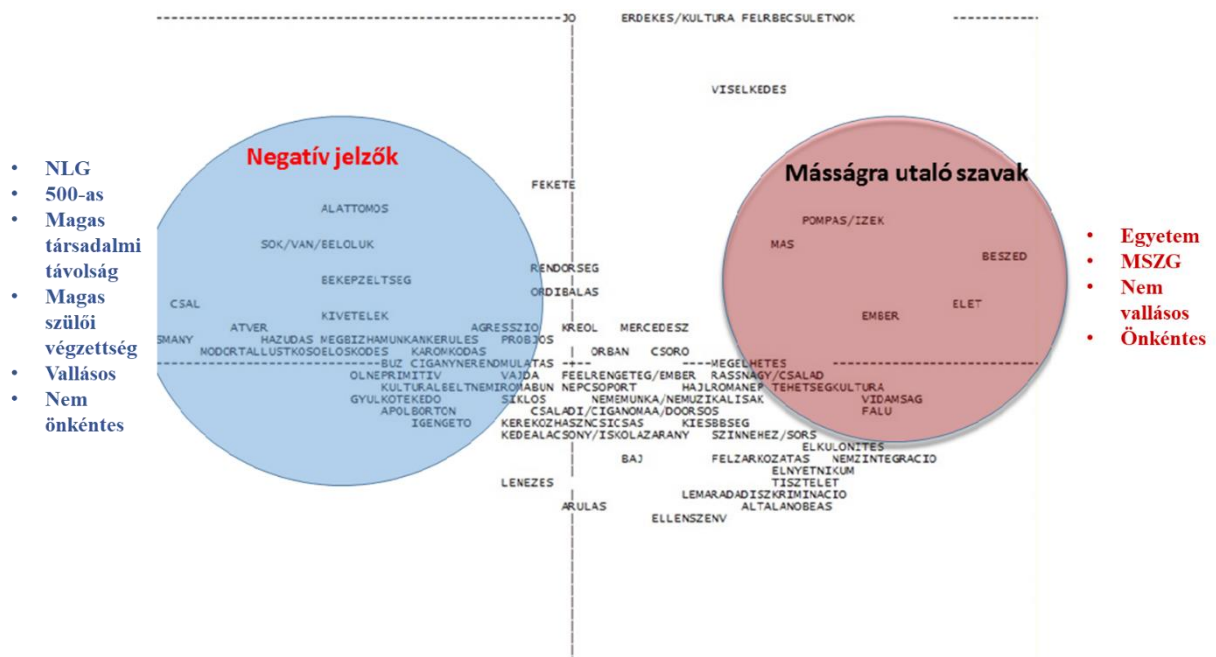 JO ERDEKES/KULTURA FELRBECSULETNOK
VISELKEDES
Negatív jelzők
Másságra utaló szavak
• NLG
• 500-as
• Magas
társadalmi
távolság
• Magas
szülői
végzettség
• Vallásos
• Nem
önkéntes
FEKETE
ALATTOMOS
POMPAS/IZEK
SOK/VAN/BELOLUK
MAS
BESZED
• Egyetem
• MSZG
• Nem
vallásos
• Önkéntes
RENDORSEG
BEKEPZELTSEG
ORDIBALAS
CSAL
ELET
KIVETELEK
EMBER
ATVER AGRESSZIO KREOL MERCEDESZ
SMANY HAZUDAS MEGBIZHAMUNKANKERULES PROBJOS
NODORTALLUSTKOSOELOSKODES KAROMKODAS ORBAN CSORO
BUZ CIGANYNERENDMULATAS MEGELHETES
OLNEPRIMITIV VAJDA FEELRENGETEG/EMBER RASSNAGY/CSALAD
KULTURALBELTNEMIROMABUN NEPCSOPORT HAJLROMANEP TEHETSEGKULTURA
GYULKOTEKEDO SIKLOS NEMEMUNKA/NEMUZIKALISAK VIDAMSAG
APOLBORTON CSALADI/CIGANOMAA/DOORSOS FALU
IGENGETO KEREKOZHASZNCSICSAS KIESBBSEG
KEDEALACSONY/ISKOLAZARANY SZINNEHEZ/SORS
ELKULONITES
BAJ FELZARKOZATAS NEMZINTEGRACIO
ELNYETNIKUM
LENEZES TISZTELET
LEMARADADISZKRIMINACIO
ARULAS ALTALANOBEAS
ELLENSZENV